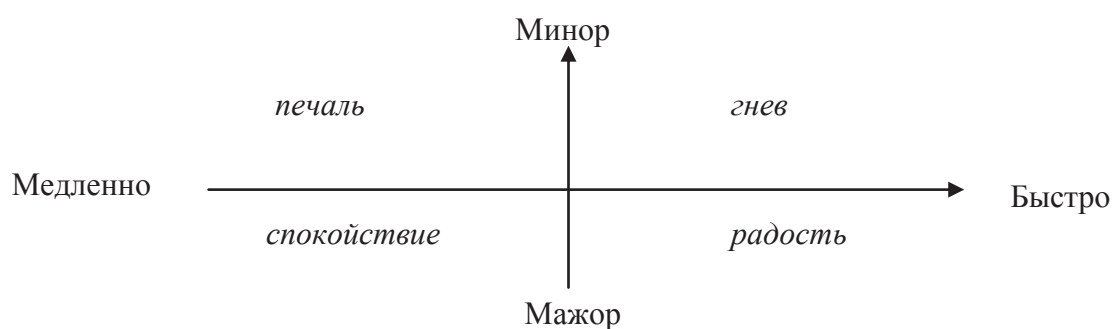 Минор
печаль гнев
Медленно Быстро
спокойствие радость
Мажор